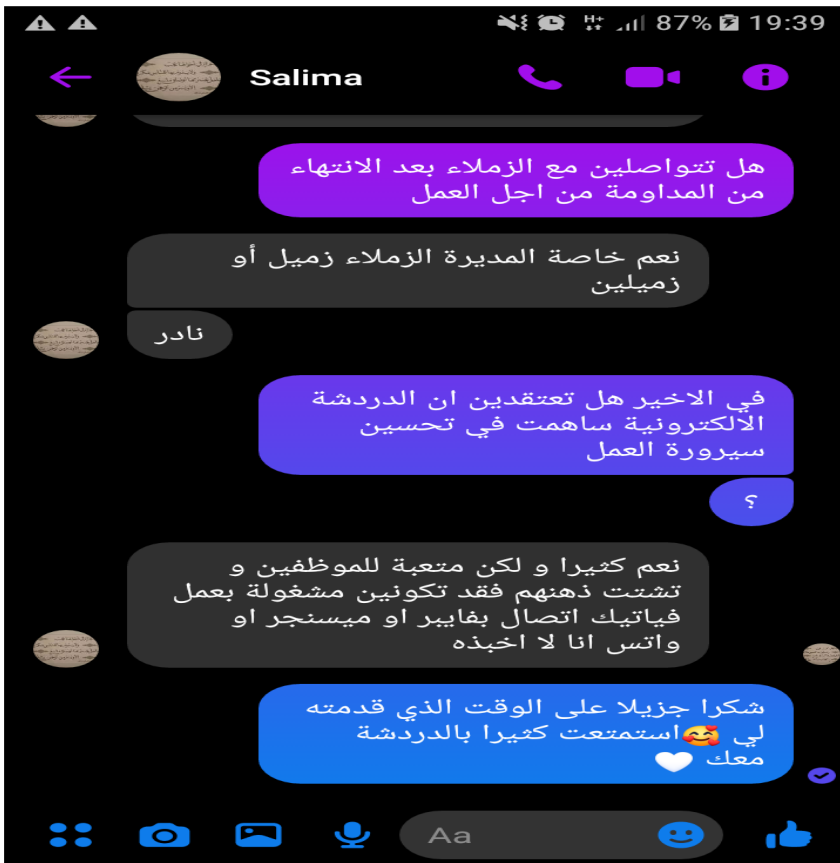 87% 19:39
Salima
هل تتواصلين مع الزملاء بعد الانتهاء
من المداومة من اجل العمل
نعم خاصة المديرة الزملاء زميل أو
زميلين
نادر
في الاخير هل تعتقدين ان الدردشة
الالكترونية ساهمت في تحسين
سيرورة العمل
؟
نعم كثيرا و لكن متعبة للموظفين و
تشتت ذهنهم فقد تكونين مشغولة بعمل
فياتيك اتصال بفايبر او ميسنجر او
واتس انا لا اخبذه
شكرا جزيلا على الوقت الذي قدمته
لي 🥰استمتعت كثيرا بالدردشة
معك 🤍
Aa